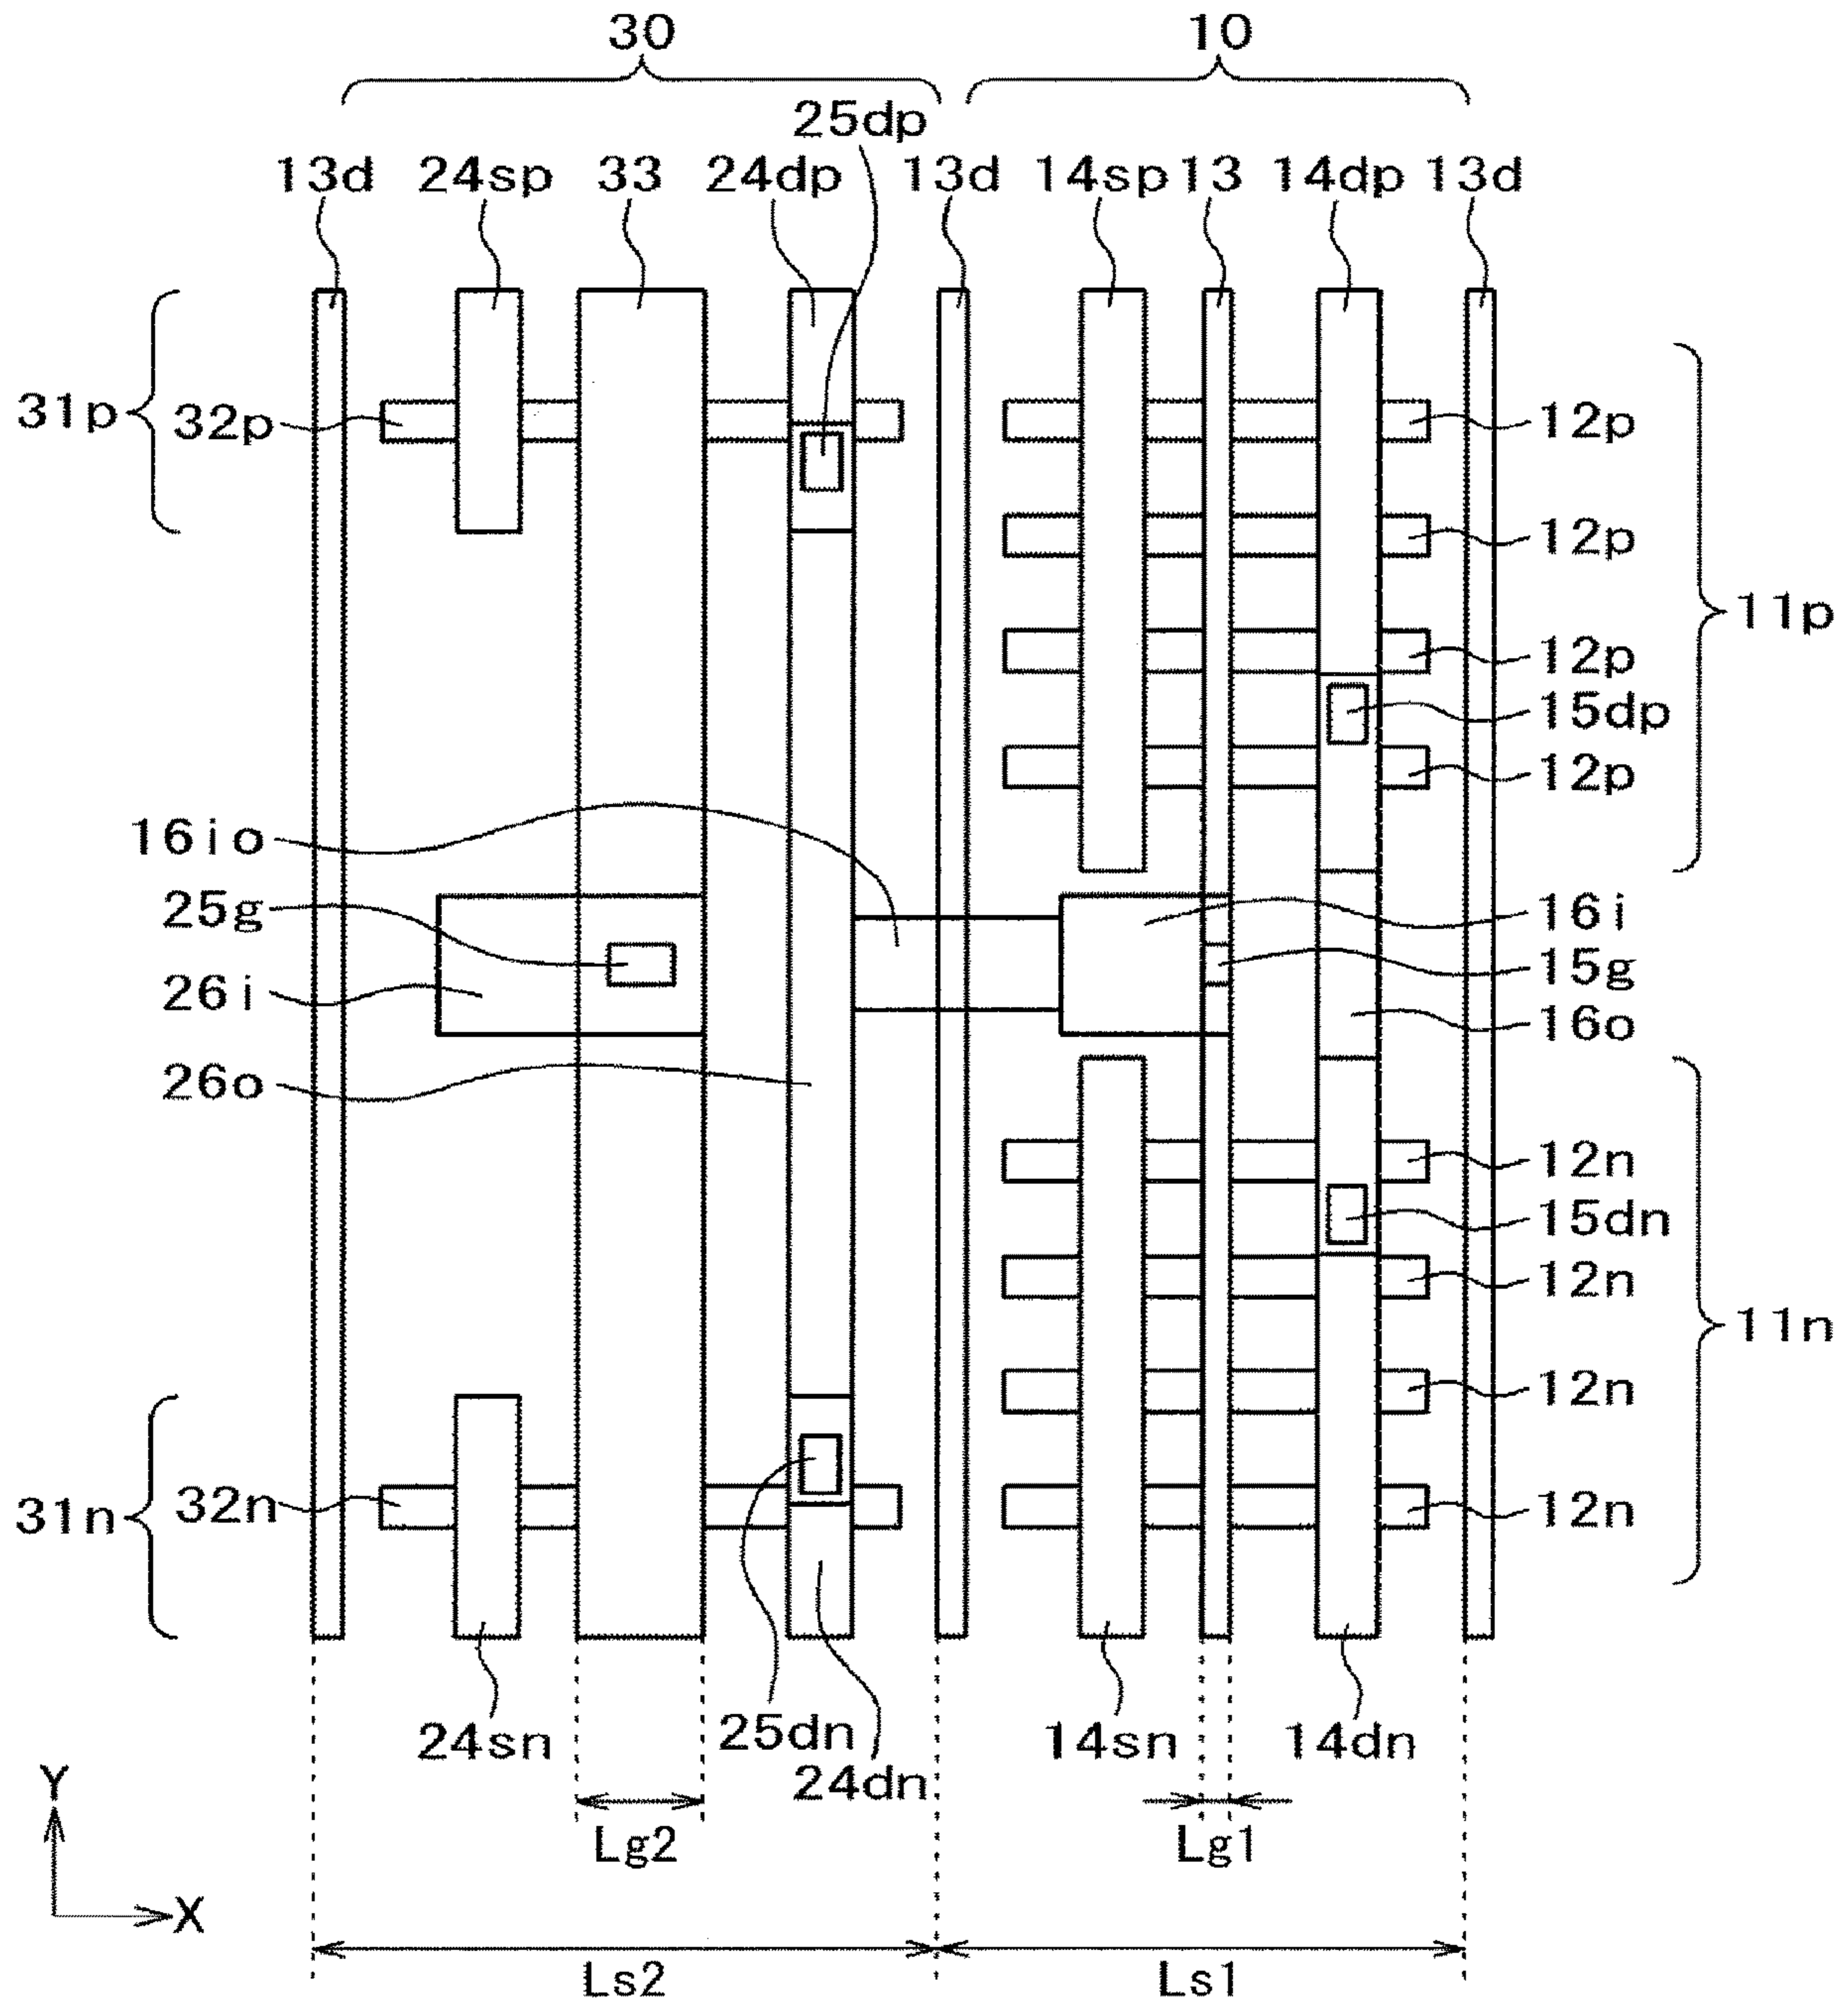 30 10
25dp
13d 24sp 33 24dp 13d 14sp 13 14dp 13d
31p 32p 12p
12p
11p
12p
15dp
12p
16io
25g 16i
26i 15g
16o
26o
12n
15dn
12n
11n
12n
31n 32n 12n
24sn 25dn 14sn 14dn
24dn
Y
Lg2 Lg1
X
Ls2 Ls1